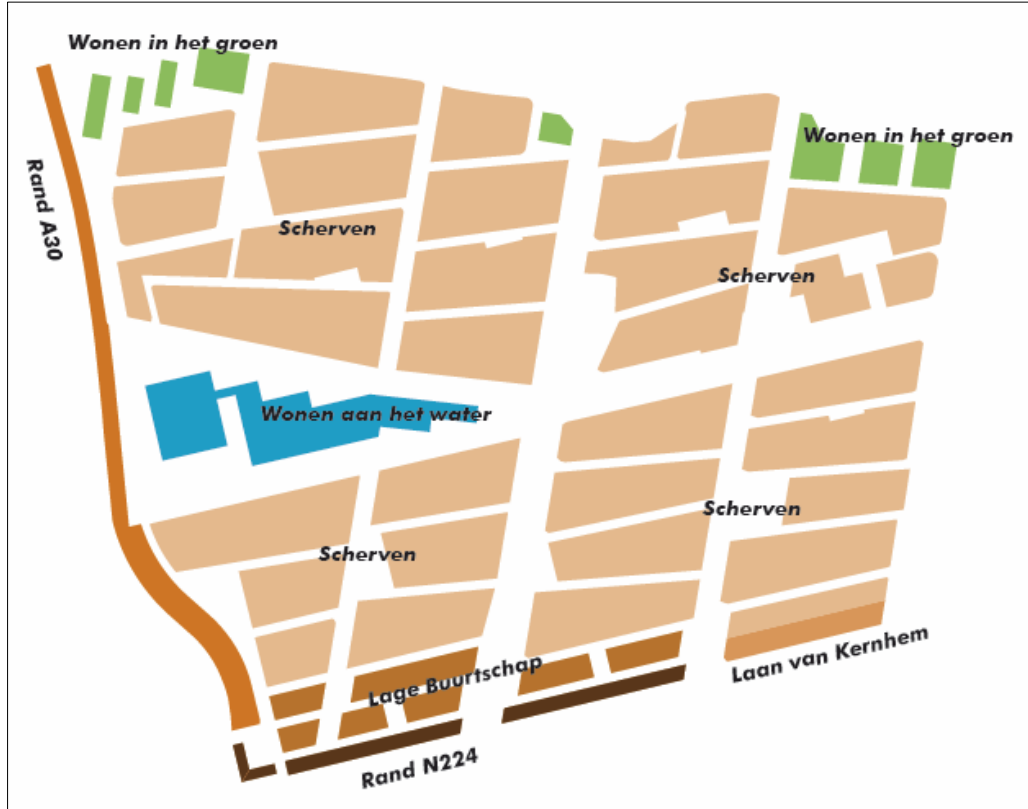 Wonen in het groen
Wonen in het groen
Rand A30
Scherven
Scherven
Wonen aan het water
Scherven
Scherven
Laan van Kernhem
Lage Buurtschap
Rand N224